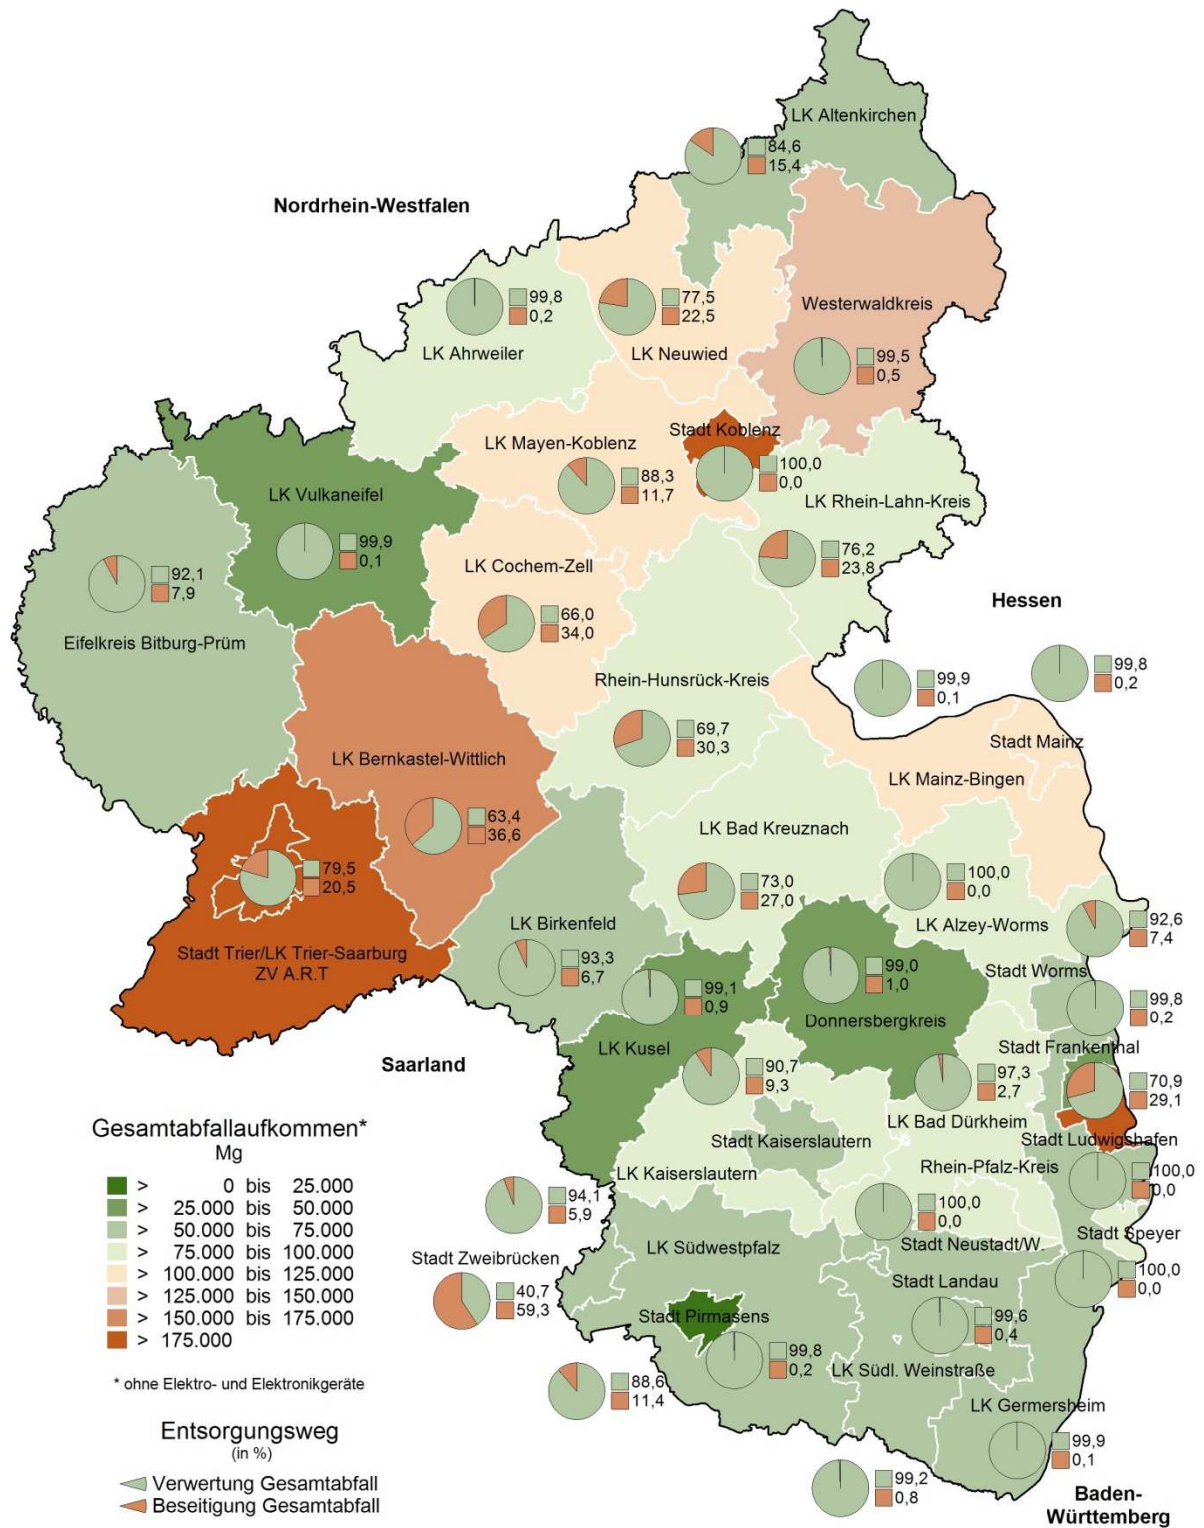 LK Altenkirchen
84,6
15,4
Nordrhein-Westfalen
99,8
0,2
LK Ahrweiler
77,5
22,5
LK Neuwied
Westerwaldkreis
99,5
0,5
Stadt Koblenz
100,0
0,0
LK Mayen-Koblenz
88,3
11,7
LK Rhein-Lahn-Kreis
76,2
23,8
LK Vulkaneifel
99,9
0,1
92,1
7,9
Eifelkreis Bitburg-Prüm
LK Cochem-Zell
66,0
34,0
Hessen
99,9
0,1
99,8
0,2
Rhein-Hunsrück-Kreis
69,7
30,3
Stadt Mainz
LK Mainz-Bingen
LK Bernkastel-Wittlich
63,4
36,6
LK Bad Kreuznach
73,0
27,0
100,0
0,0
LK Alzey-Worms
92,6
7,4
79,5
20,5
Stadt Trier/LK Trier-Saarburg
ZV A.R.T
LK Birkenfeld
93,3
6,7
99,1
0,9
LK Kusel
99,0
1,0
Donnersbergkreis
Stadt Worms
99,8
0,2
Saarland
Stadt Frankenthal
70,9
29,1
90,7
9,3
97,3
2,7
LK Bad Dürkheim
Stadt Kaiserslautern
Stadt Ludwigshafen
LK Kaiserslautern
Rhein-Pfalz-Kreis
100,0
0,0
100,0
0,0
94,1
5,9
LK Südwestpfalz
Stadt Neustadt/W.
Stadt Speyer
100,0
0,0
Stadt Zweibrücken
40,7
59,3
Stadt Landau
99,6
0,4
Stadt Pirmasens
99,8
0,2
88,6
11,4
LK Südl. Weinstraße
LK Germersheim
99,9
0,1
99,2
0,8
Baden-
Württemberg
Gesamtabfallaufkommen*
Mg
> 0 bis 25.000
> 25.000 bis 50.000
> 50.000 bis 75.000
> 75.000 bis 100.000
> 100.000 bis 125.000
> 125.000 bis 150.000
> 150.000 bis 175.000
> 175.000
* ohne Elektro- und Elektronikgeräte
Entsorgungsweg
(in %)
Verwertung Gesamtabfall
Beseitigung Gesamtabfall